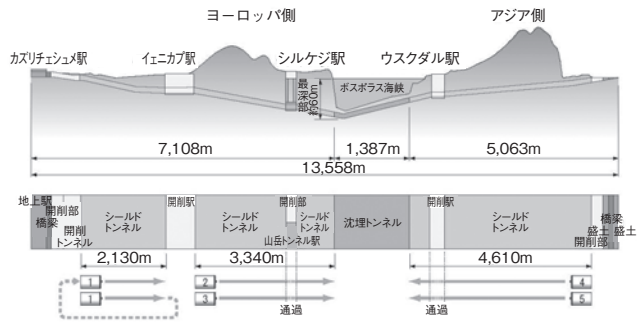 ヨーロッパ側
アジア側
カズリチェシュメ駅
イェニカプ駅
シルケジ駅
ウスクダル駅
最深部
約60m
ボスポラス海峡
7,108m
1,387m
5,063m
13,558m
地上駅
橋梁
開削部
開削
トンネル
シールド
トンネル
開削駅
シールド
トンネル
開削部
山岳トンネル駅
シールド
トンネル
沈埋トンネル
開削駅
シールド
トンネル
開削部
盛土
橋梁
盛土
2,130m
3,340m
4,610m
1
2
4
1
3
5
通過
通過